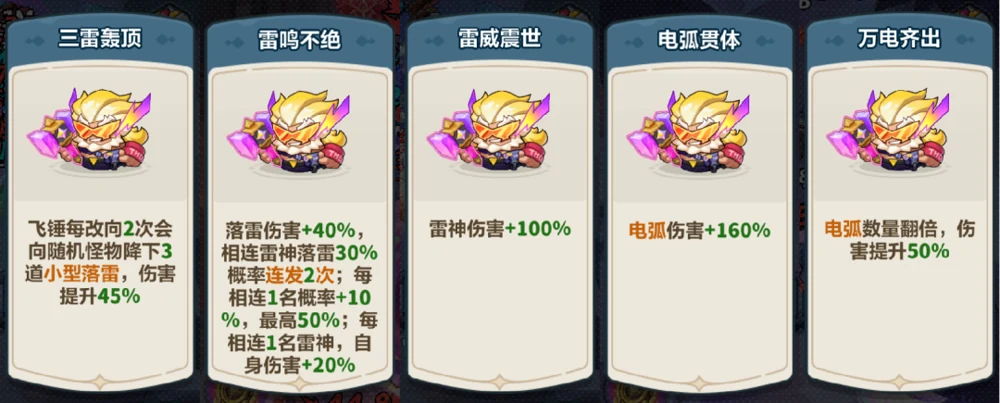 三雷轰顶
飞锤每改向2次会
向随机怪物降下3
道小型落雷，伤害
提升45%
雷鸣不绝
落雷伤害+40%，
相连雷神落雷30%
概率连发2次；每
相连1名概率+10
%，最高50%；每
相连1名雷神，自
身伤害+20%
雷威震世
雷神伤害+100%
电弧贯体
电弧伤害+160%
万电齐出
电弧数量翻倍，伤
害提升50%